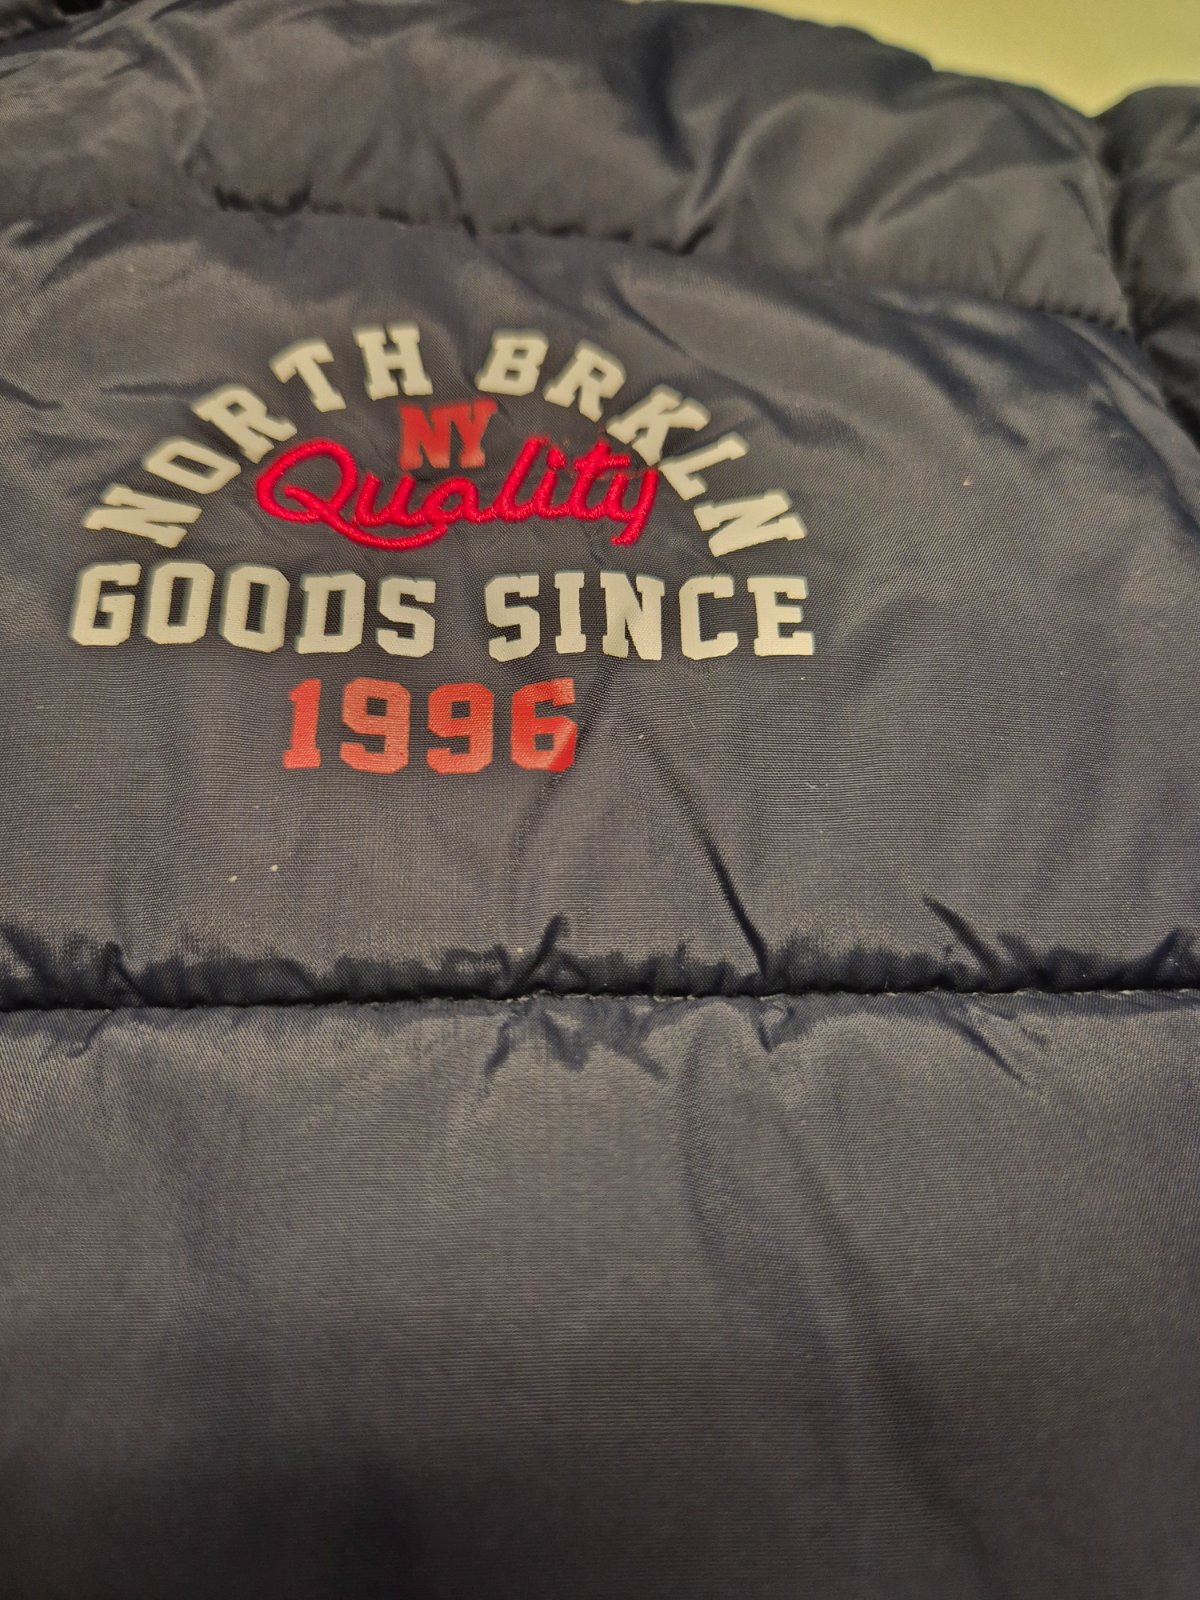 NORTH BRKLN
NY
Quality
GOODS SINCE
1996